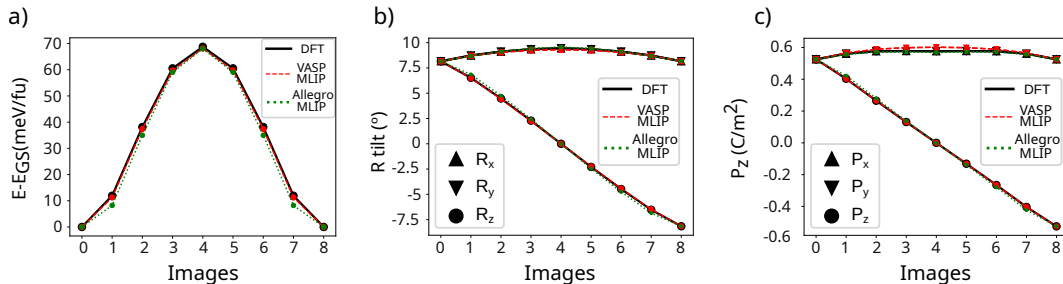 a)
E-EGS(meV/fu)
70
60
50
40
30
20
10
0
0 1 2 3 4 5 6 7 8
Images
DFT
VASP
MLIP
Allegro
MLIP
b)
R tilt (°)
10
7.5
5
2.5
0
-2.5
-5
-7.5
0 1 2 3 4 5 6 7 8
Images
DFT
VASP
MLIP
Allegro
MLIP
Rx
Ry
Rz
c)
Pz (C/m²)
0.6
0.4
0.2
0.0
-0.2
-0.4
-0.6
0 1 2 3 4 5 6 7 8
Images
DFT
VASP
MLIP
Allegro
MLIP
Px
Py
Pz